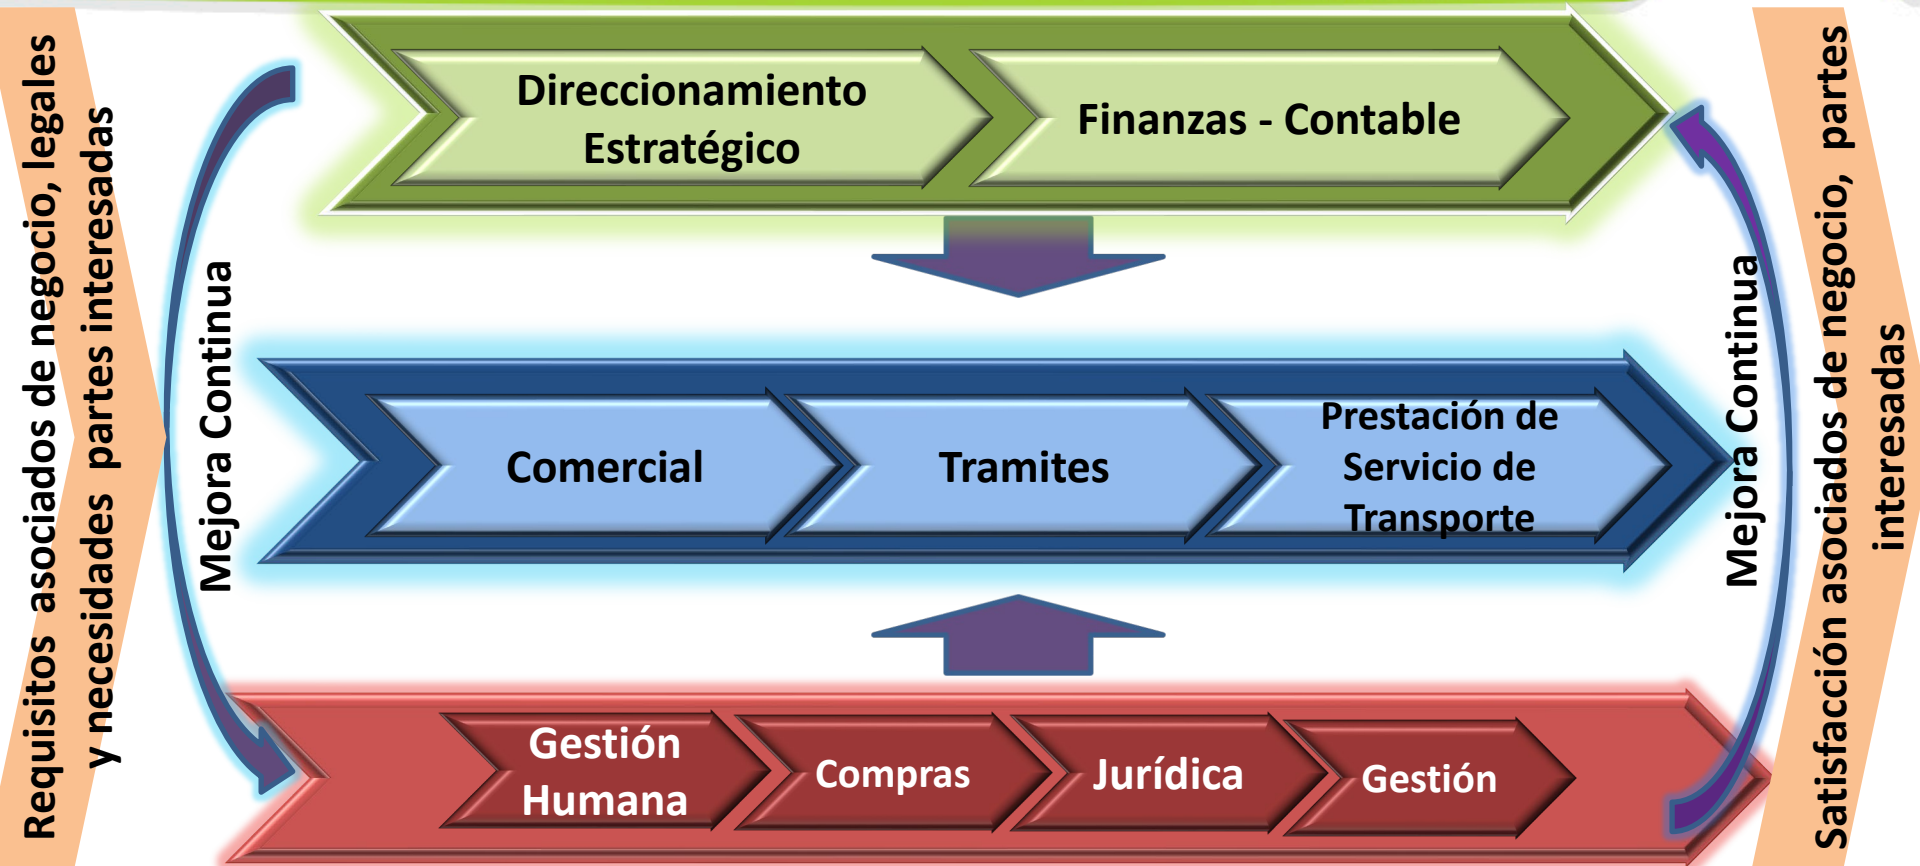 Requisitos asociados de negocio, legales
y necesidades partes interesadas
Mejora Continua
Direccionamiento
Estratégico
Finanzas - Contable
Comercial
Tramites
Prestación de
Servicio de
Transporte
Gestión
Humana
Compras
Jurídica
Gestión
Mejora Continua
Satisfacción asociados de negocio, partes
interesadas